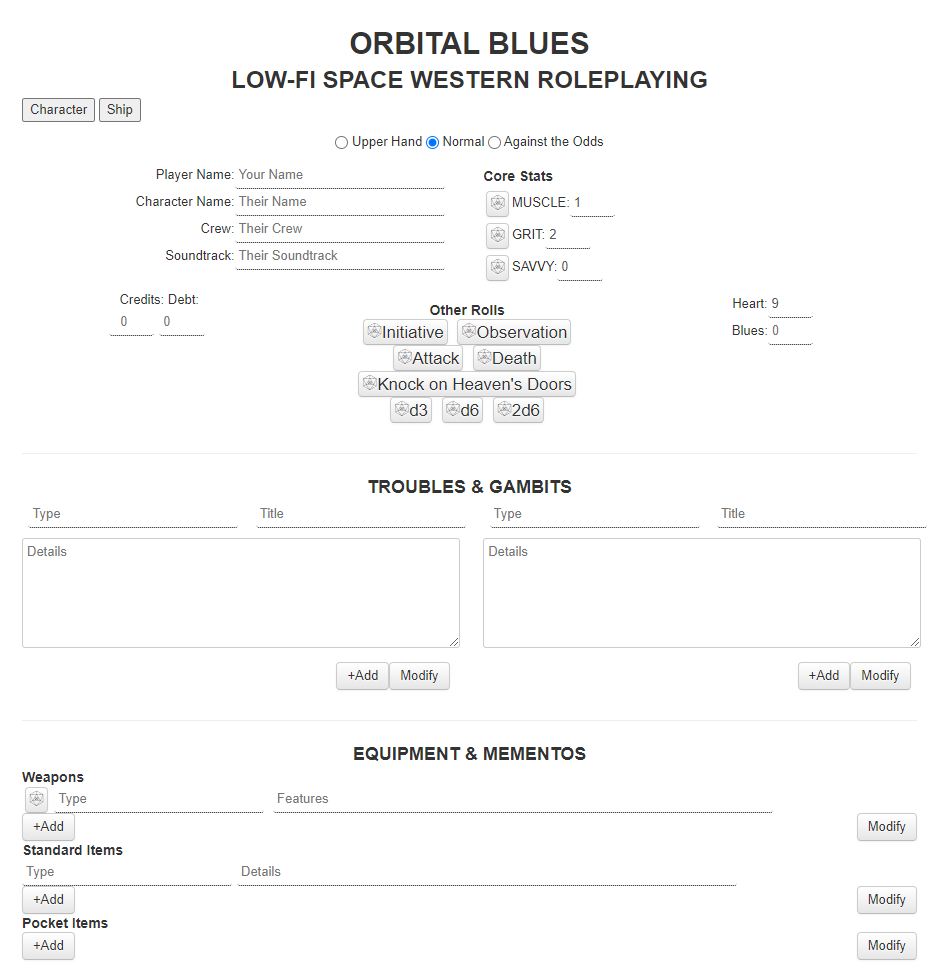 ORBITAL BLUES
LOW-FI SPACE WESTERN ROLEPLAYING
Character Ship
Upper Hand Normal Against the Odds
Player Name: Your Name
Character Name: Their Name
Crew: Their Crew
Soundtrack: Their Soundtrack
Core Stats
MUSCLE: 1
GRIT: 2
SAVVY: 0
Credits: Debt:
0 0
Other Rolls
Initiative Observation
Attack Death
Knock on Heaven's Doors
d3 d6 2d6
Heart: 9
Blues: 0
TROUBLES & GAMBITS
Type Title Type Title
Details Details
+Add Modify +Add Modify
EQUIPMENT & MEMENTOS
Weapons
Type Features
+Add Modify
Standard Items
Type Details
+Add Modify
Pocket Items
+Add Modify